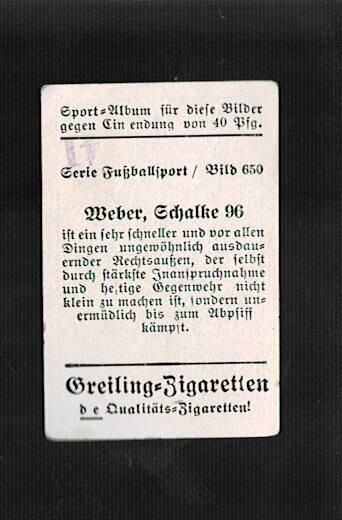 Sport-Album für diese Bilder
gegen Ein endung von 40 Pfg.
Serie Fußballsport / Bild 650
Weber, Schalke 96
ist ein sehr schneller und vor allen
Dingen ungewöhnlich ausdau-
ernder Rechtsaußen, der selbst
durch stärkste Inanspruchnahme
und he,tige Gegenwehr nicht
klein zu machen ist, sondern un-
ermüdlich bis zum Abpfiff
kämpft.
Greiling-Zigaretten
d e Qualitäts-Zigaretten!